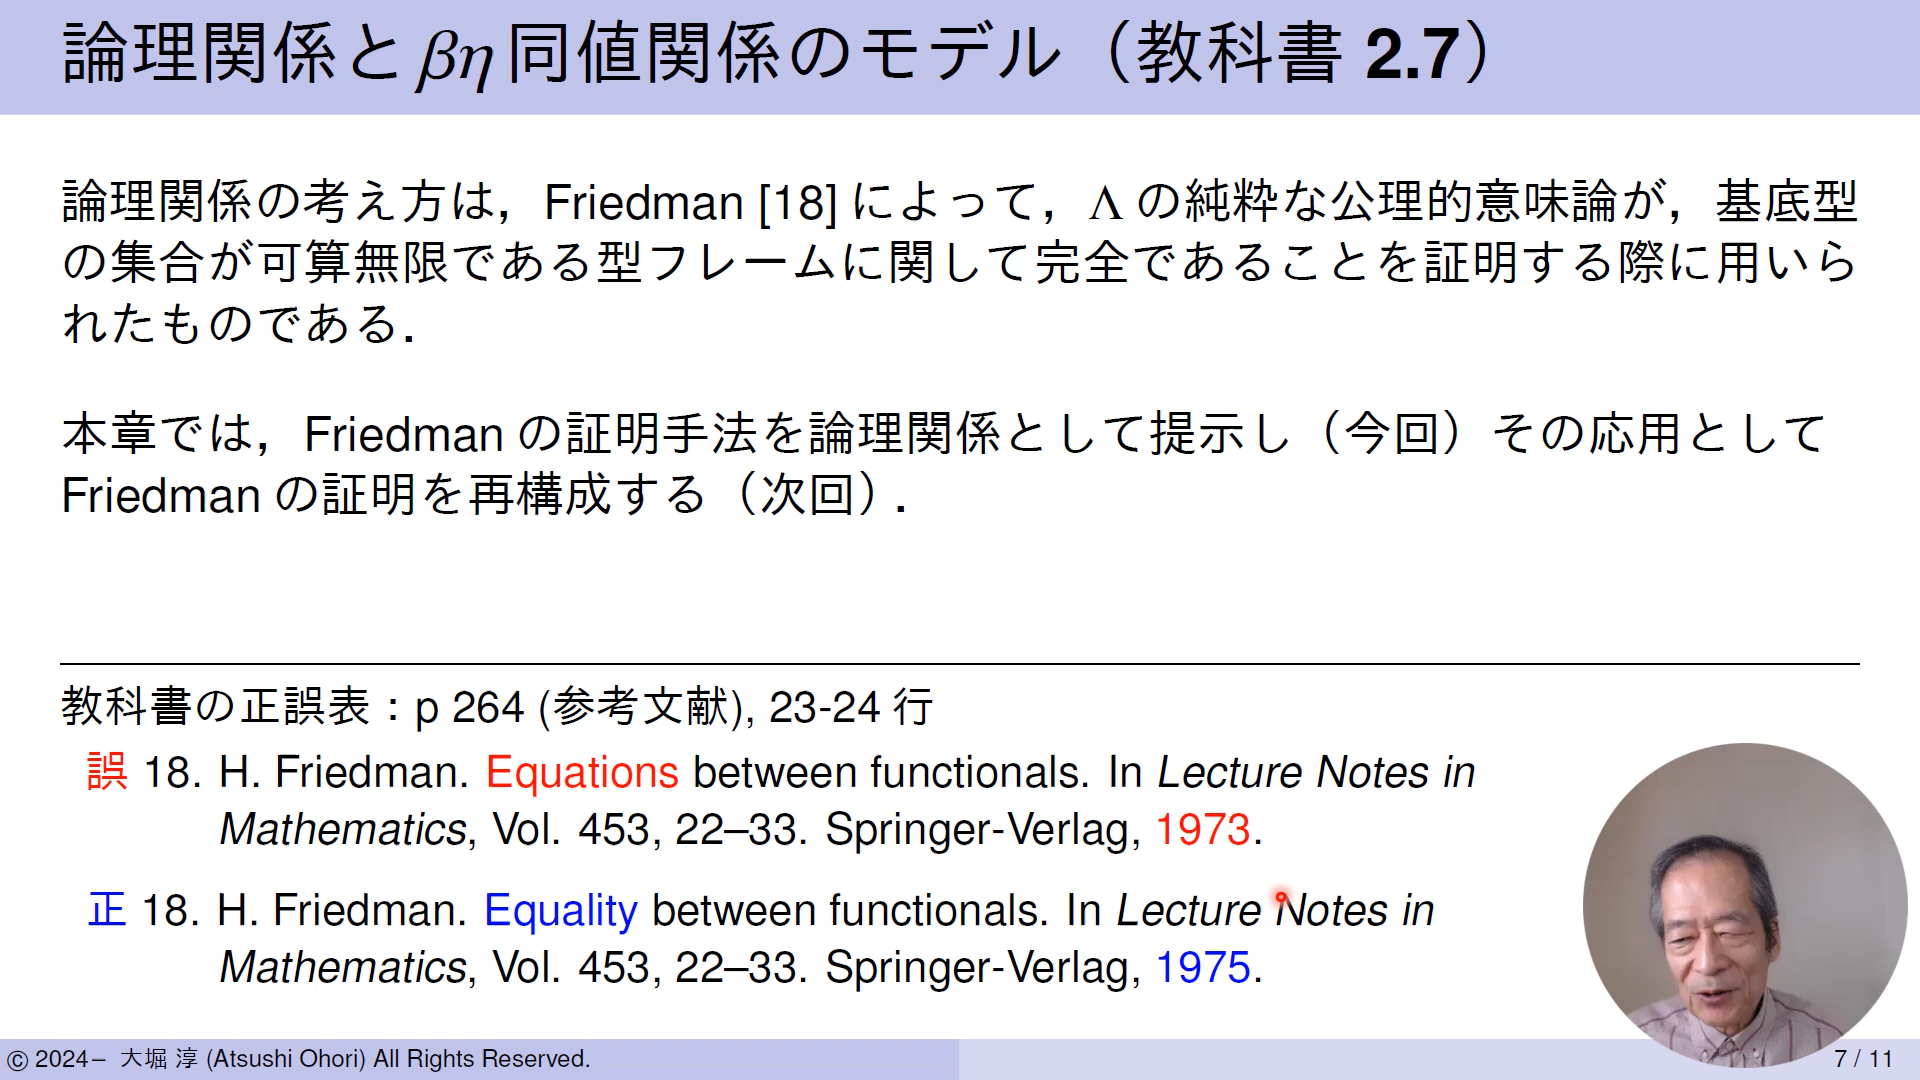 論理関係とβη同値関係のモデル（教科書 2.7）
論理関係の考え方は，Friedman [18] によって，Λ の純粋な公理的意味論が，基底型
の集合が可算無限である型フレームに関して完全であることを証明する際に用いら
れたものである．
本章では，Friedman の証明手法を論理関係として提示し（今回）その応用として
Friedman の証明を再構成する（次回）．
教科書の正誤表：p 264 (参考文献), 23-24 行
誤 18. H. Friedman. Equations between functionals. In Lecture Notes in
Mathematics, Vol. 453, 22–33. Springer-Verlag, 1973.
正 18. H. Friedman. Equality between functionals. In Lecture Notes in
Mathematics, Vol. 453, 22–33. Springer-Verlag, 1975.
© 2024− 大堀 淳 (Atsushi Ohori) All Rights Reserved.
7 / 11